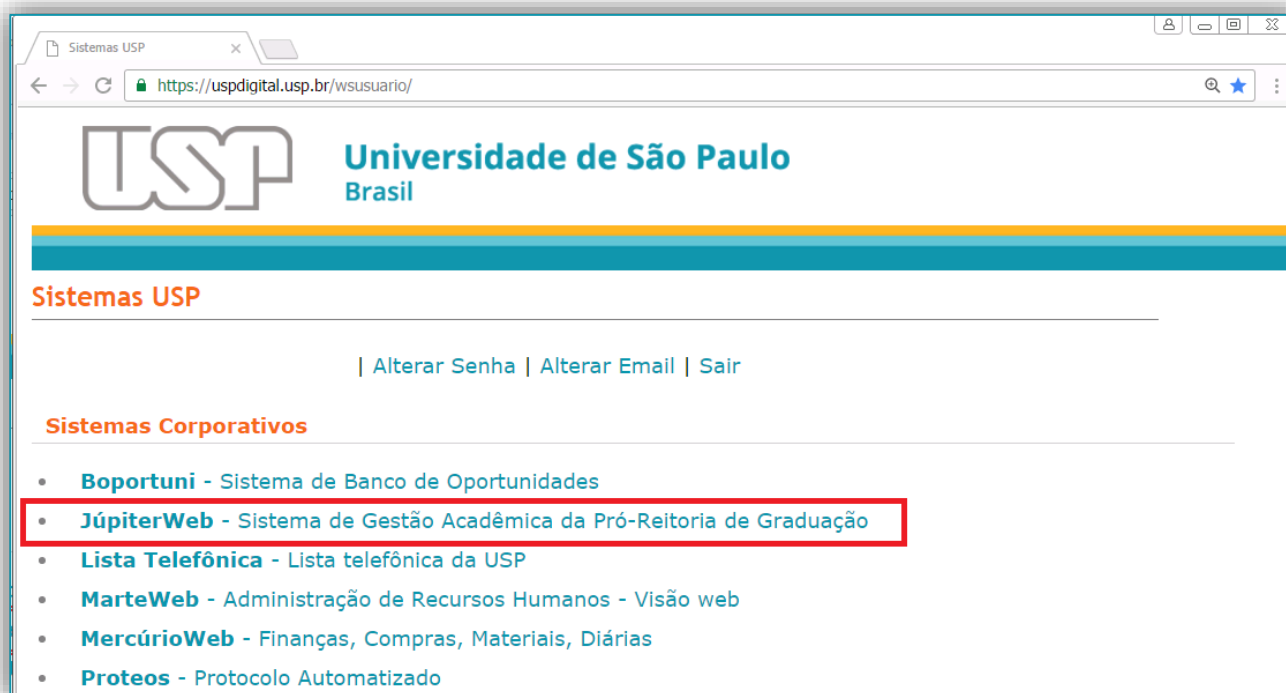 Sistemas USP
https://uspdigital.usp.br/wsusuario/
USP
Universidade de São Paulo
Brasil
Sistemas USP
| Alterar Senha | Alterar Email | Sair
Sistemas Corporativos
• Boportuni - Sistema de Banco de Oportunidades
• JúpiterWeb - Sistema de Gestão Acadêmica da Pró-Reitoria de Graduação
• Lista Telefônica - Lista telefônica da USP
• MarteWeb - Administração de Recursos Humanos - Visão web
• MercúrioWeb - Finanças, Compras, Materiais, Diárias
• Proteos - Protocolo Automatizado